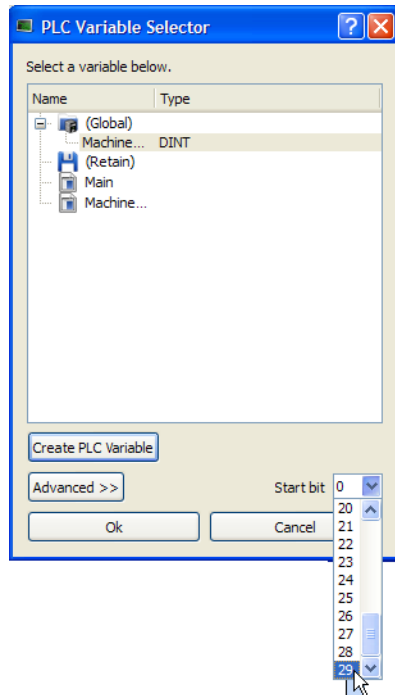 PLC Variable Selector
Select a variable below.
Name Type
(Global)
Machine... DINT
(Retain)
Main
Machine...
Create PLC Variable
Advanced >> Start bit 0
Ok Cancel
20
21
22
23
24
25
26
27
28
29